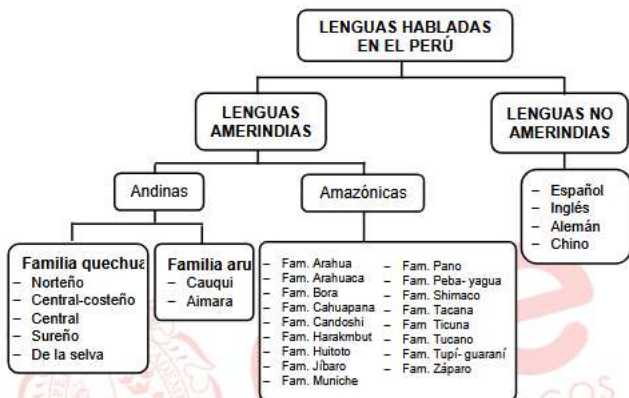 LENGUAS HABLADAS
EN EL PERÚ
LENGUAS
AMERINDIAS
LENGUAS NO
AMERINDIAS
Andinas
Amazónicas
– Español
– Inglés
– Alemán
– Chino
Familia quechua
– Norteño
– Central-costeño
– Central
– Sureño
– De la selva
Familia aru
– Cauqui
– Aimara
– Fam. Arahua
– Fam. Arahuaca
– Fam. Bora
– Fam. Cahuapana
– Fam. Candoshi
– Fam. Harakmbut
– Fam. Huitoto
– Fam. Jíbaro
– Fam. Muniche
– Fam. Pano
– Fam. Peba- yagua
– Fam. Shimaco
– Fam. Tacana
– Fam Ticuna
– Fam. Tucano
– Fam. Tupí- guaraní
– Fam. Záparo